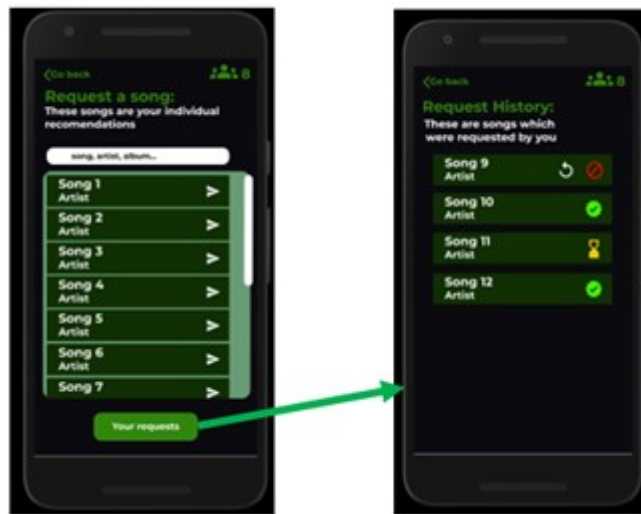 Go back
8
Request a song:
These songs are your individual
recomendations
song, artist, album...
Song 1
Artist
Song 2
Artist
Song 3
Artist
Song 4
Artist
Song 5
Artist
Song 6
Artist
Song 7
Your requests
Go back
8
Request History:
These are songs which
were requested by you
Song 9
Artist
Song 10
Artist
Song 11
Artist
Song 12
Artist